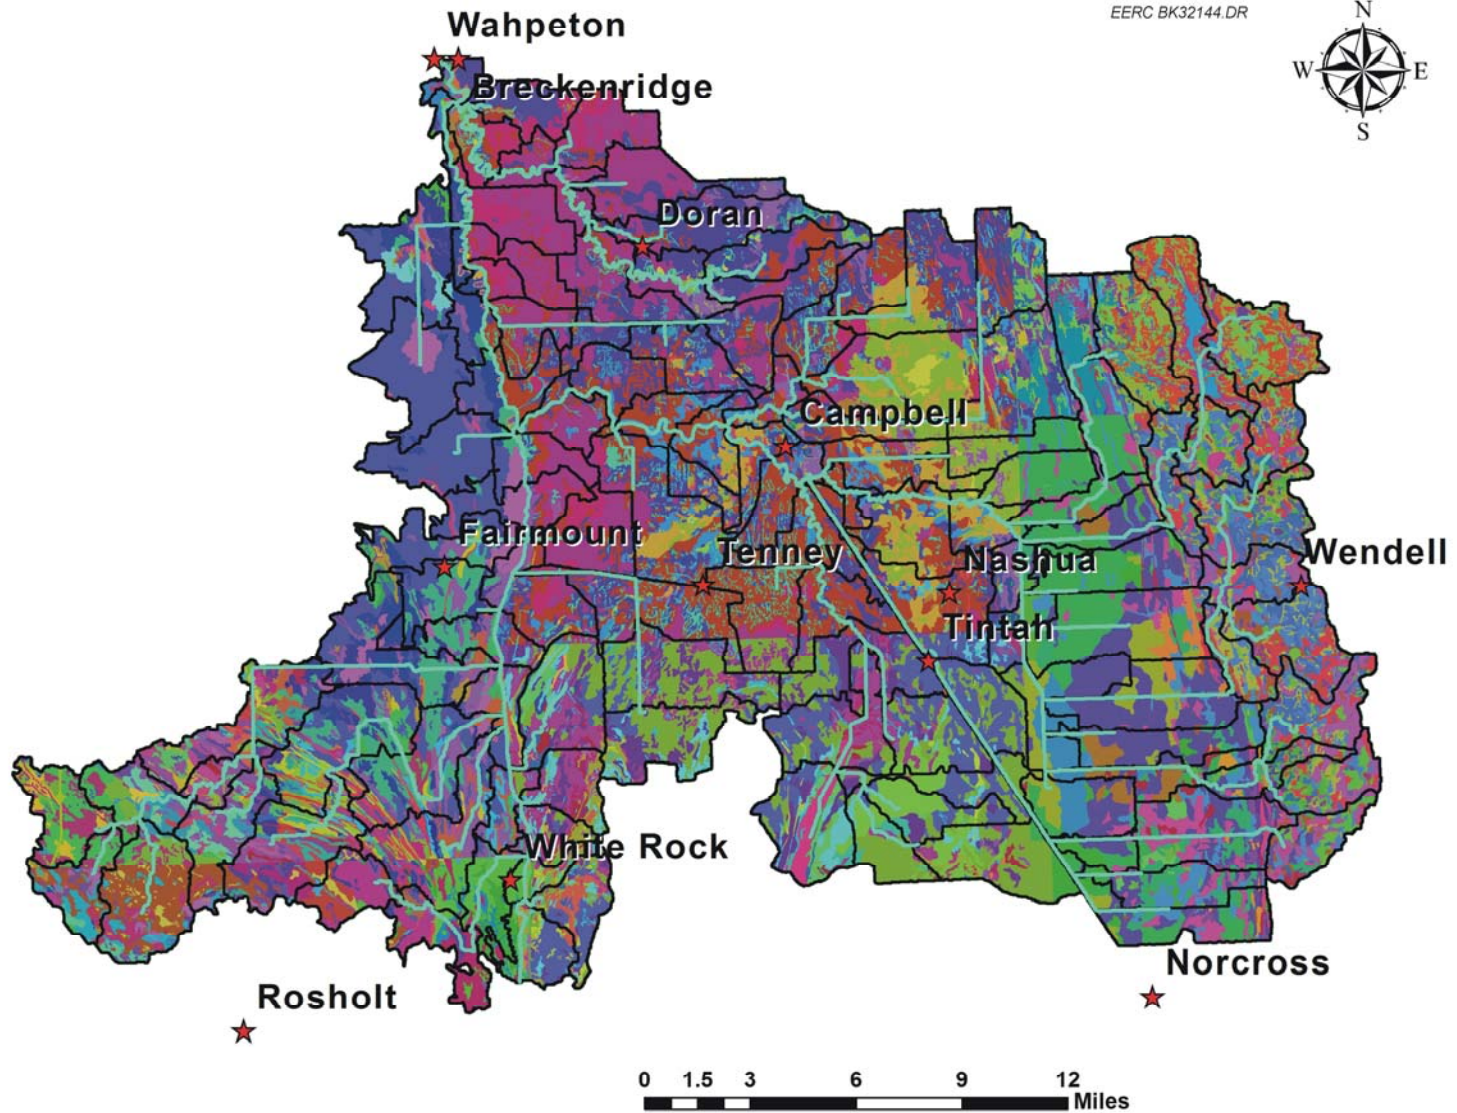 EERC BK32144.DR
N
Wahpeton
W E
Breckenridge
S
Doran
Campbell
Fairmount
Tenney
Nashua
Wendell
Tintah
White Rock
Norcross
Rosholt
0 1.5 3 6 9 12
Miles